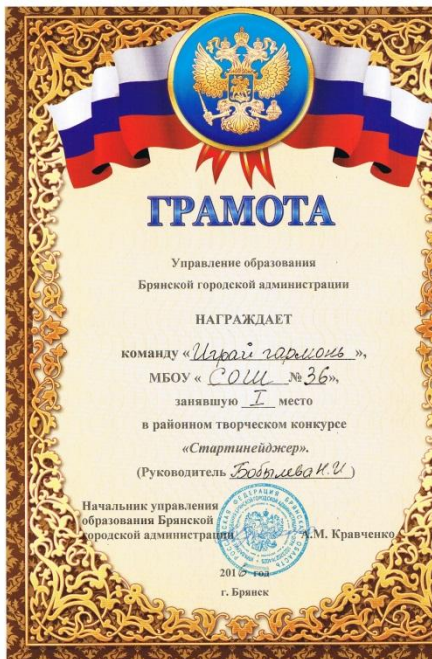 ГРАМОТА
Управление образования
Брянской городской администрации
НАГРАЖДАЕТ
команду «Играй гармонь»,
МБОУ « СОШ №36»,
занявшую I место
в районном творческом конкурсе
«Стартинейджер».
(Руководитель Бобылева Н.И)
Начальник управления
образования Брянской
городской администрации А.М. Кравченко
2016 год
г. Брянск